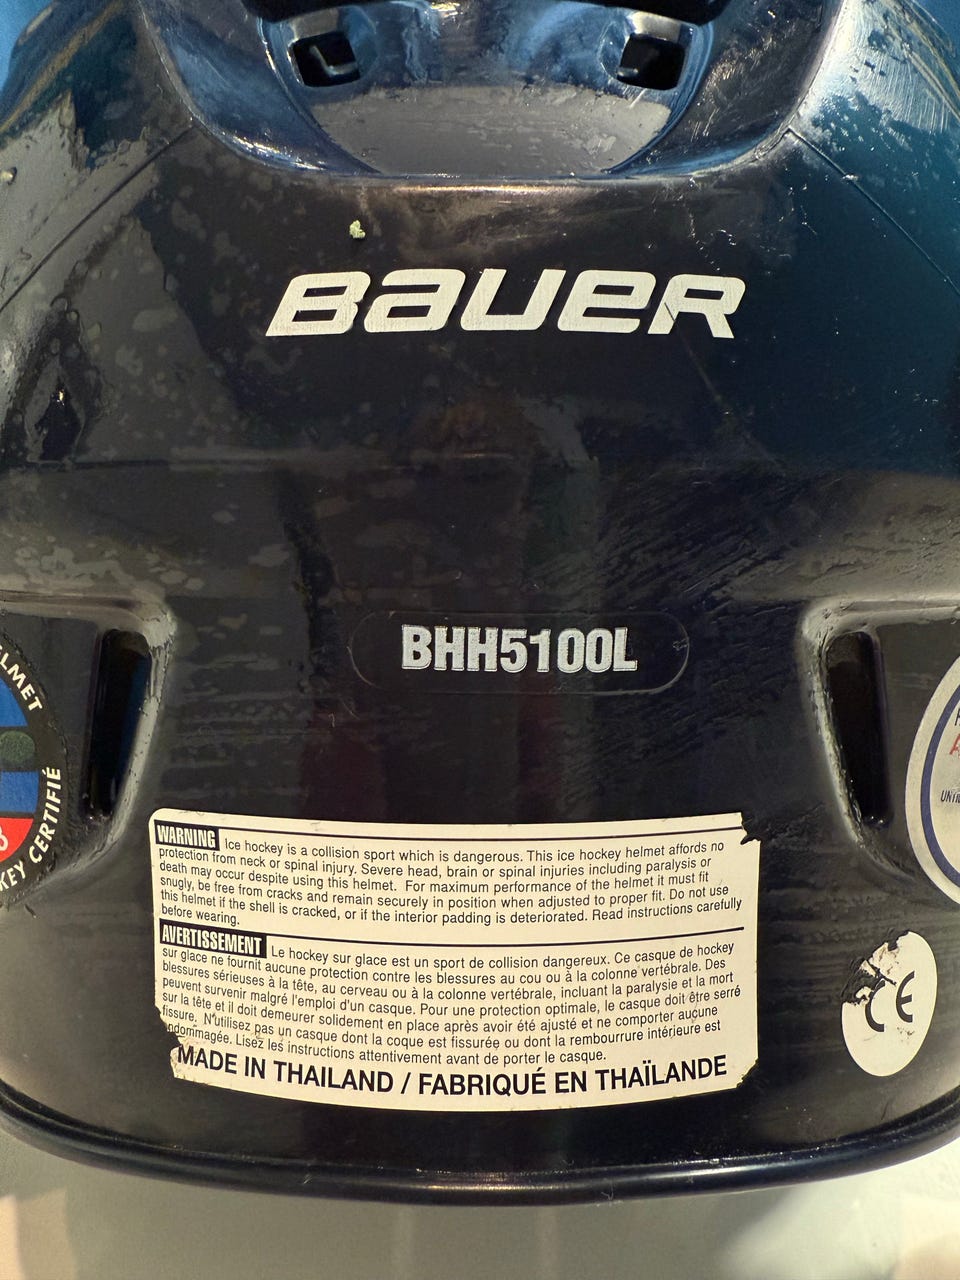 BAUER
BHH5100L
ELMET
KEY CERTIFIÉ
WARNING Ice hockey is a collision sport which is dangerous. This ice hockey helmet affords no
protection from neck or spinal injury. Severe head, brain or spinal injuries including paralysis or
death may occur despite using this helmet. For maximum performance of the helmet it must fit
snugly, be free from cracks and remain securely in position when adjusted to proper fit. Do not use
this helmet if the shell is cracked, or if the interior padding is deteriorated. Read instructions carefully
before wearing.
AVERTISSEMENT Le hockey sur glace est un sport de collision dangereux. Ce casque de hockey
sur glace ne fournit aucune protection contre les blessures au cou ou à la colonne vertébrale. Des
blessures sérieuses à la tête, au cerveau ou à la colonne vertébrale, incluant la paralysie et la mort
peuvent survenir malgré l'emploi d'un casque. Pour une protection optimale, le casque doit être serré
sur la tête et il doit demeurer solidement en place après avoir été ajusté et ne comporter aucune
fissure. N'utilisez pas un casque dont la coque est fissurée ou dont la rembourrure intérieure est
endommagée. Lisez les instructions attentivement avant de porter le casque.
MADE IN THAILAND / FABRIQUÉ EN THAÏLANDE
CE